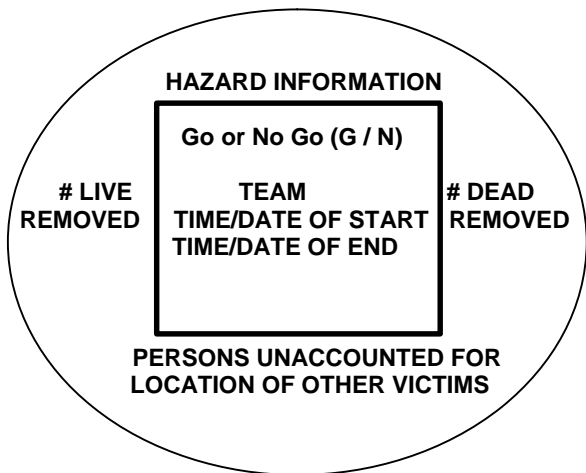 HAZARD INFORMATION
Go or No Go (G / N)
# LIVE
REMOVED
TEAM
TIME/DATE OF START
TIME/DATE OF END
# DEAD
REMOVED
PERSONS UNACCOUNTED FOR
LOCATION OF OTHER VICTIMS